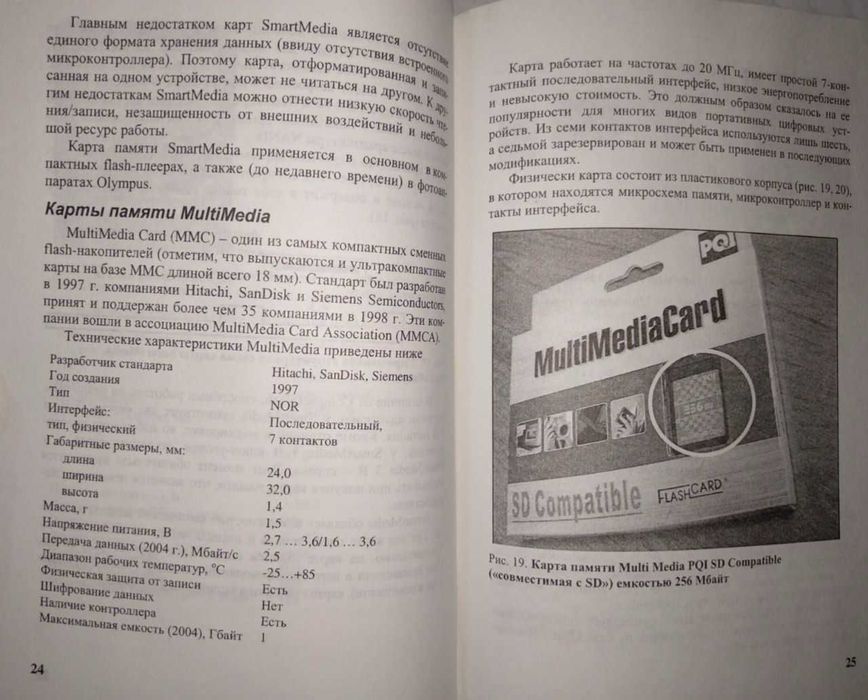 Главным недостатком карт SmartMedia является отсутствие
единого формата хранения данных (ввиду отсутствия встроенного
микроконтроллера). Поэтому карта, отформатированная и запи-
санная на одном устройстве, может не читаться на другом. К дру-
гим недостаткам SmartMedia можно отнести низкую скорость чте-
ния/записи, незащищенность от внешних воздействий и неболь-
шой ресурс работы.
Карта памяти SmartMedia применяется в основном в ком-
пактных flash-плеерах, а также (до недавнего времени) в фотоап-
паратах Olympus.
Карты памяти MultiMedia
MultiMedia Card (MMC) – один из самых компактных сменных
flash-накопителей (отметим, что выпускаются и ультракомпактные
карты на базе MMC длиной всего 18 мм). Стандарт был разработан
в 1997 г. компаниями Hitachi, SanDisk и Siemens Semiconductors,
принят и поддержан более чем 35 компаниями в 1998 г. Эти ком-
пании вошли в ассоциацию MultiMedia Card Association (MMCA).
Технические характеристики MultiMedia приведены ниже
Разработчик стандарта Hitachi, SanDisk, Siemens
Год создания 1997
Тип NOR
Интерфейс: Последовательный,
тип, физический 7 контактов
Габаритные размеры, мм:
длина 24,0
ширина 32,0
высота 1,4
Масса, г 1,5
Напряжение питания, В 2,7 … 3,6/1,6 … 3,6
Передача данных (2004 г.), Мбайт/с 2,5
Диапазон рабочих температур, °С -25…+85
Физическая защита от записи Есть
Шифрование данных Нет
Наличие контроллера Есть
Максимальная емкость (2004), Гбайт 1
24
Карта работает на частотах до 20 МГц, имеет простой 7-кон-
тактный последовательный интерфейс, низкое энергопотребление
и невысокую стоимость. Это должным образом сказалось на ее
популярности для многих видов портативных цифровых уст-
ройств. Из семи контактов интерфейса используются лишь шесть,
а седьмой зарезервирован и может быть применен в последующих
модификациях.
Физически карта состоит из пластикового корпуса (рис. 19, 20),
в котором находятся микросхема памяти, микроконтроллер и кон-
такты интерфейса.
PQI
MultiMediaCard
SD Compatible
FLASHCARD
Рис. 19. Карта памяти Multi Media PQI SD Compatible
(«совместимая с SD») емкостью 256 Мбайт
25